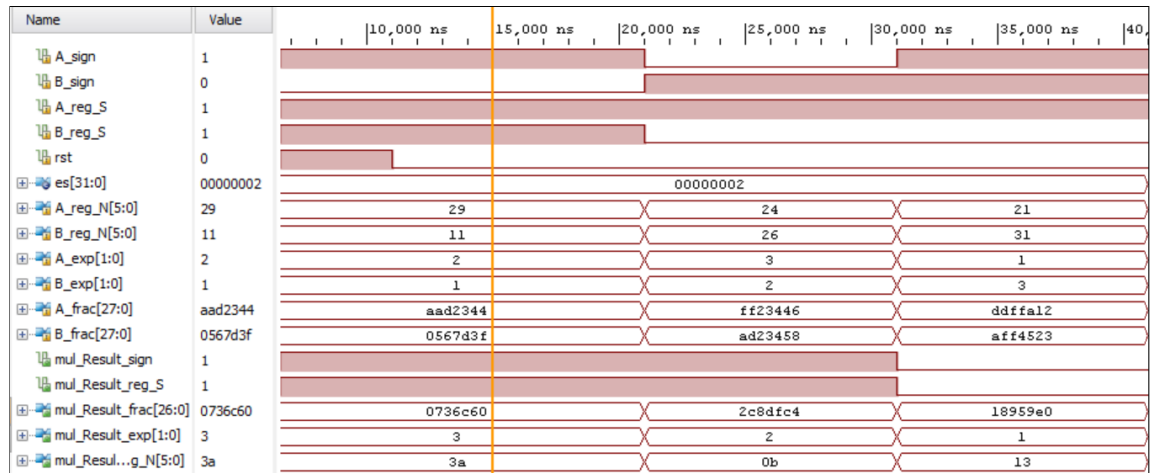 Name Value 10,000 ns 15,000 ns 20,000 ns 25,000 ns 30,000 ns 35,000 ns 40,
A_sign 1
B_sign 0
A_reg_S 1
B_reg_S 1
rst 0
es[31:0] 00000002 00000002
A_reg_N[5:0] 29 29 24 21
B_reg_N[5:0] 11 11 26 31
A_exp[1:0] 2 2 3 1
B_exp[1:0] 1 1 2 3
A_frac[27:0] aad2344 aad2344 ff23446 ddffa12
B_frac[27:0] 0567d3f 0567d3f ad23458 aff4523
mul_Result_sign 1
mul_Result_reg_S 1
mul_Result_frac[26:0] 0736c60 0736c60 2c8dfc4 18959e0
mul_Result_exp[1:0] 3 3 2 1
mul_Resul...g_N[5:0] 3a 3a 0b 13